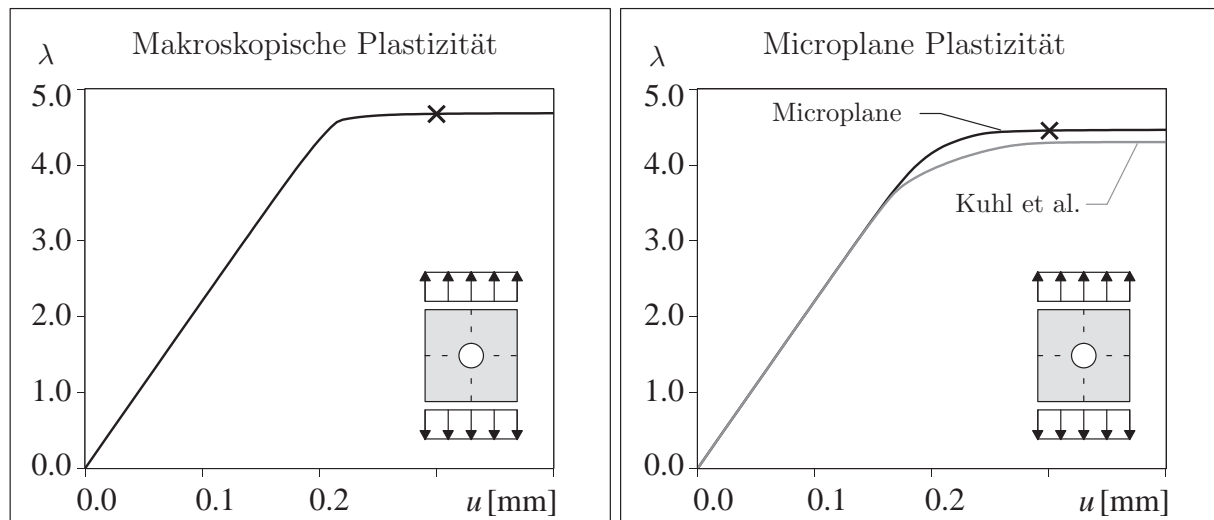 Makroskopische Plastizität
λ
5.0
4.0
3.0
2.0
1.0
0.0
0.0 0.1 0.2 u [mm]
Microplane Plastizität
λ
5.0
4.0
3.0
2.0
1.0
0.0
Microplane
Kuhl et al.
0.0 0.1 0.2 u [mm]